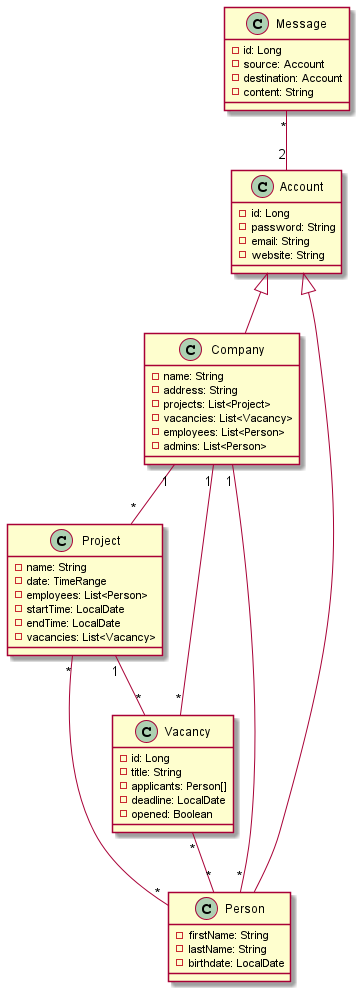 C Message
id: Long
source: Account
destination: Account
content: String
*
2
C Account
id: Long
password: String
email: String
website: String
C Company
name: String
address: String
projects: List<Project>
vacancies: List<Vacancy>
employees: List<Person>
admins: List<Person>
1
1
1
*
C Project
name: String
date: TimeRange
employees: List<Person>
startTime: LocalDate
endTime: LocalDate
vacancies: List<Vacancy>
*
1
*
*
C Vacancy
id: Long
title: String
applicants: Person[]
deadline: LocalDate
opened: Boolean
*
*
*
*
C Person
firstName: String
lastName: String
birthdate: LocalDate